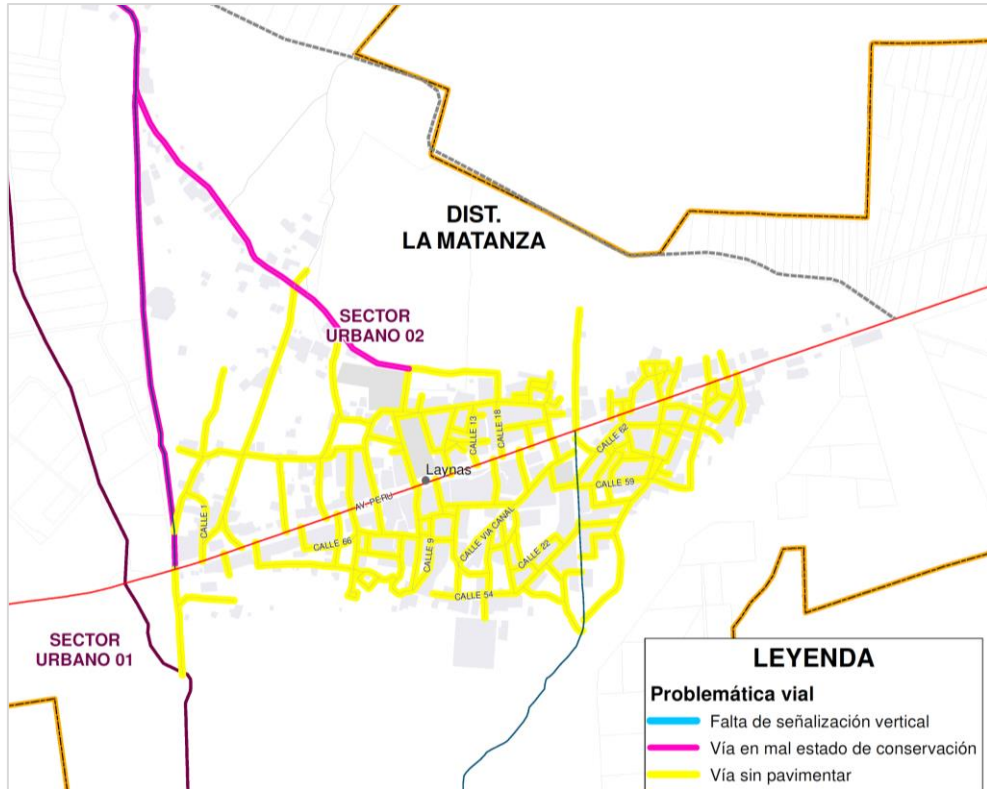 DIST.
LA MATANZA
SECTOR
URBANO 02
CALLE 13
CALLE 18
CALLE 62
Laynas
CALLE 59
AV. PERU
CALLE 1
CALLE VIA CANAL
CALLE 66
CALLE 9
CALLE 22
CALLE 54
SECTOR
URBANO 01
LEYENDA
Problemática vial
Falta de señalización vertical
Vía en mal estado de conservación
Vía sin pavimentar